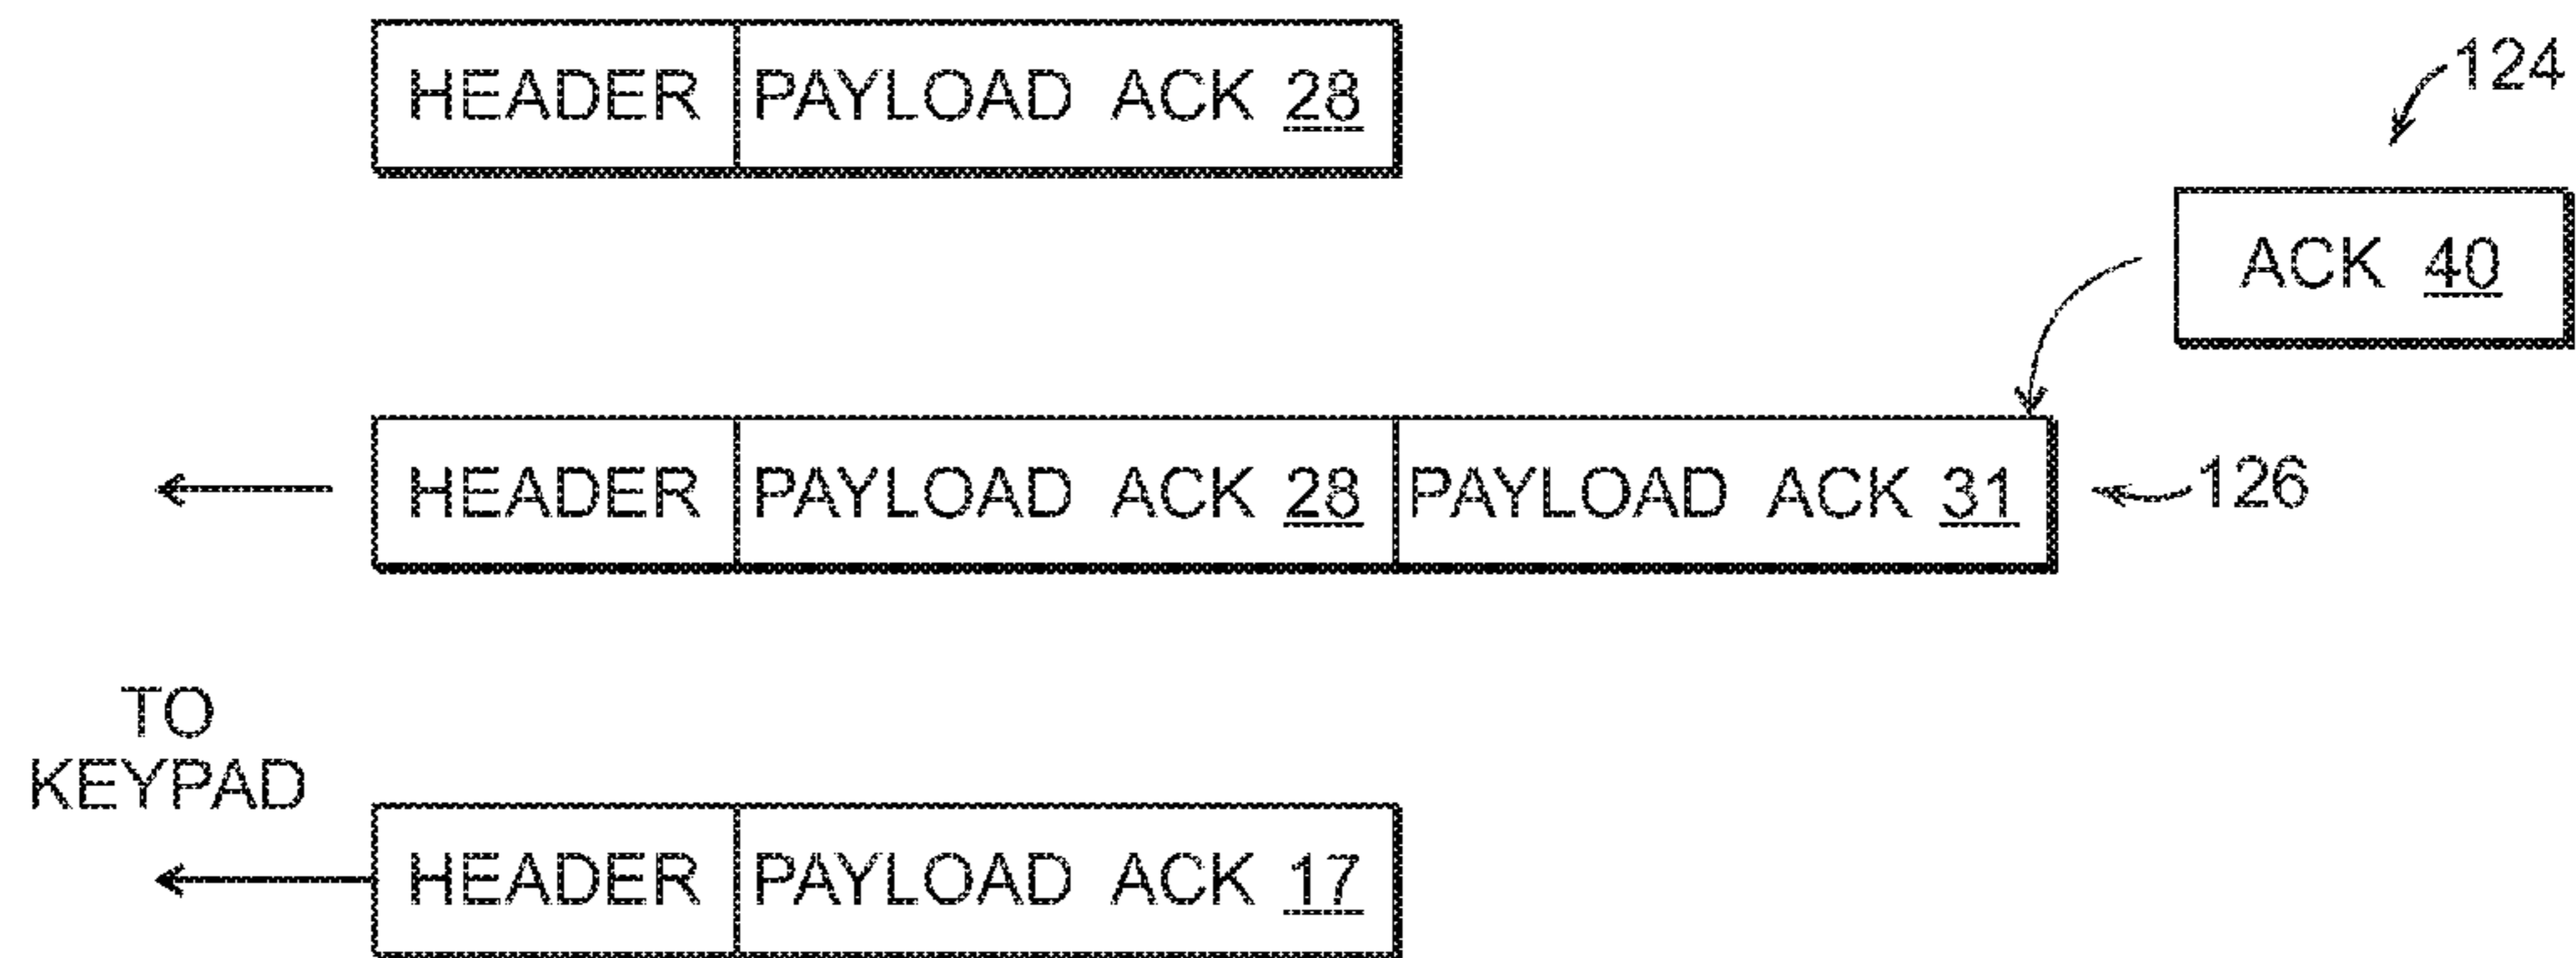 HEADER PAYLOAD ACK 28
124
ACK 40
HEADER PAYLOAD ACK 28 PAYLOAD ACK 31 126
TO
KEYPAD
HEADER PAYLOAD ACK 17